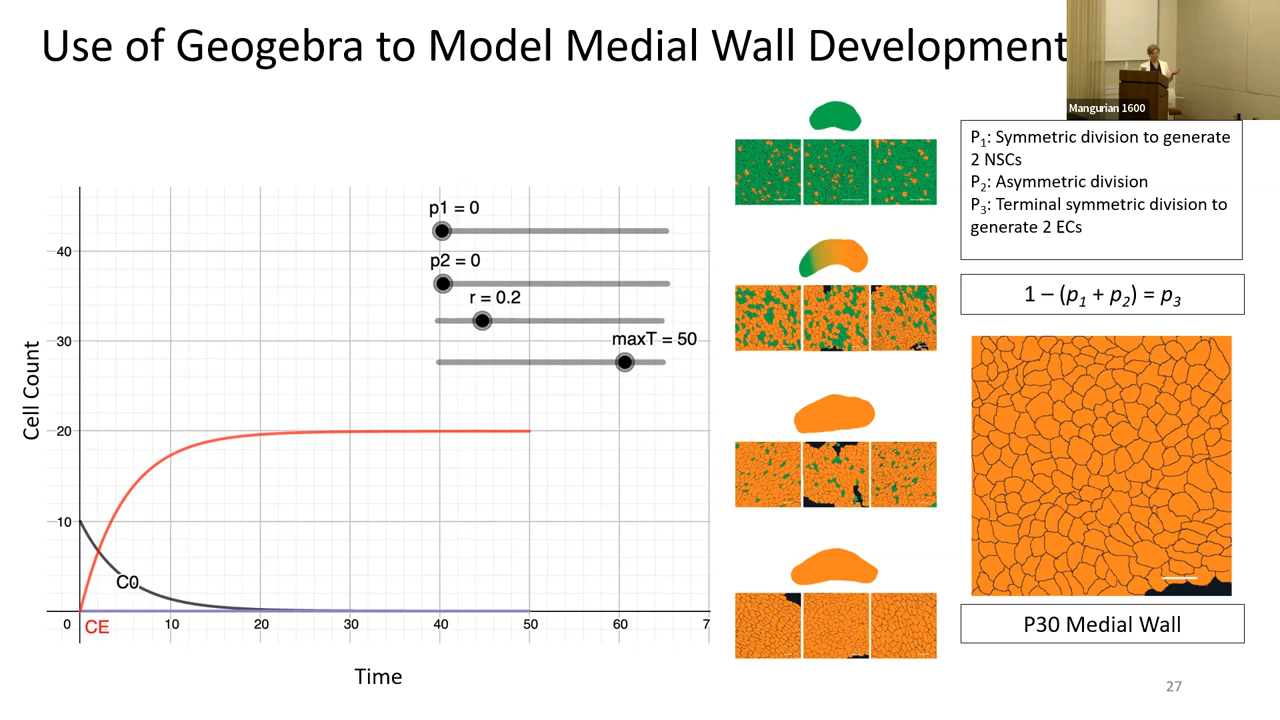 Use of Geogebra to Model Medial Wall Development
Mangurian 1600
P1: Symmetric division to generate
2 NSCs
P2: Asymmetric division
P3: Terminal symmetric division to
generate 2 ECs
1 – (p1 + p2) = p3
p1 = 0
p2 = 0
r = 0.2
maxT = 50
40
30
20
10
C0
0
CE
10
20
30
40
50
60
7
Cell Count
Time
P30 Medial Wall
27